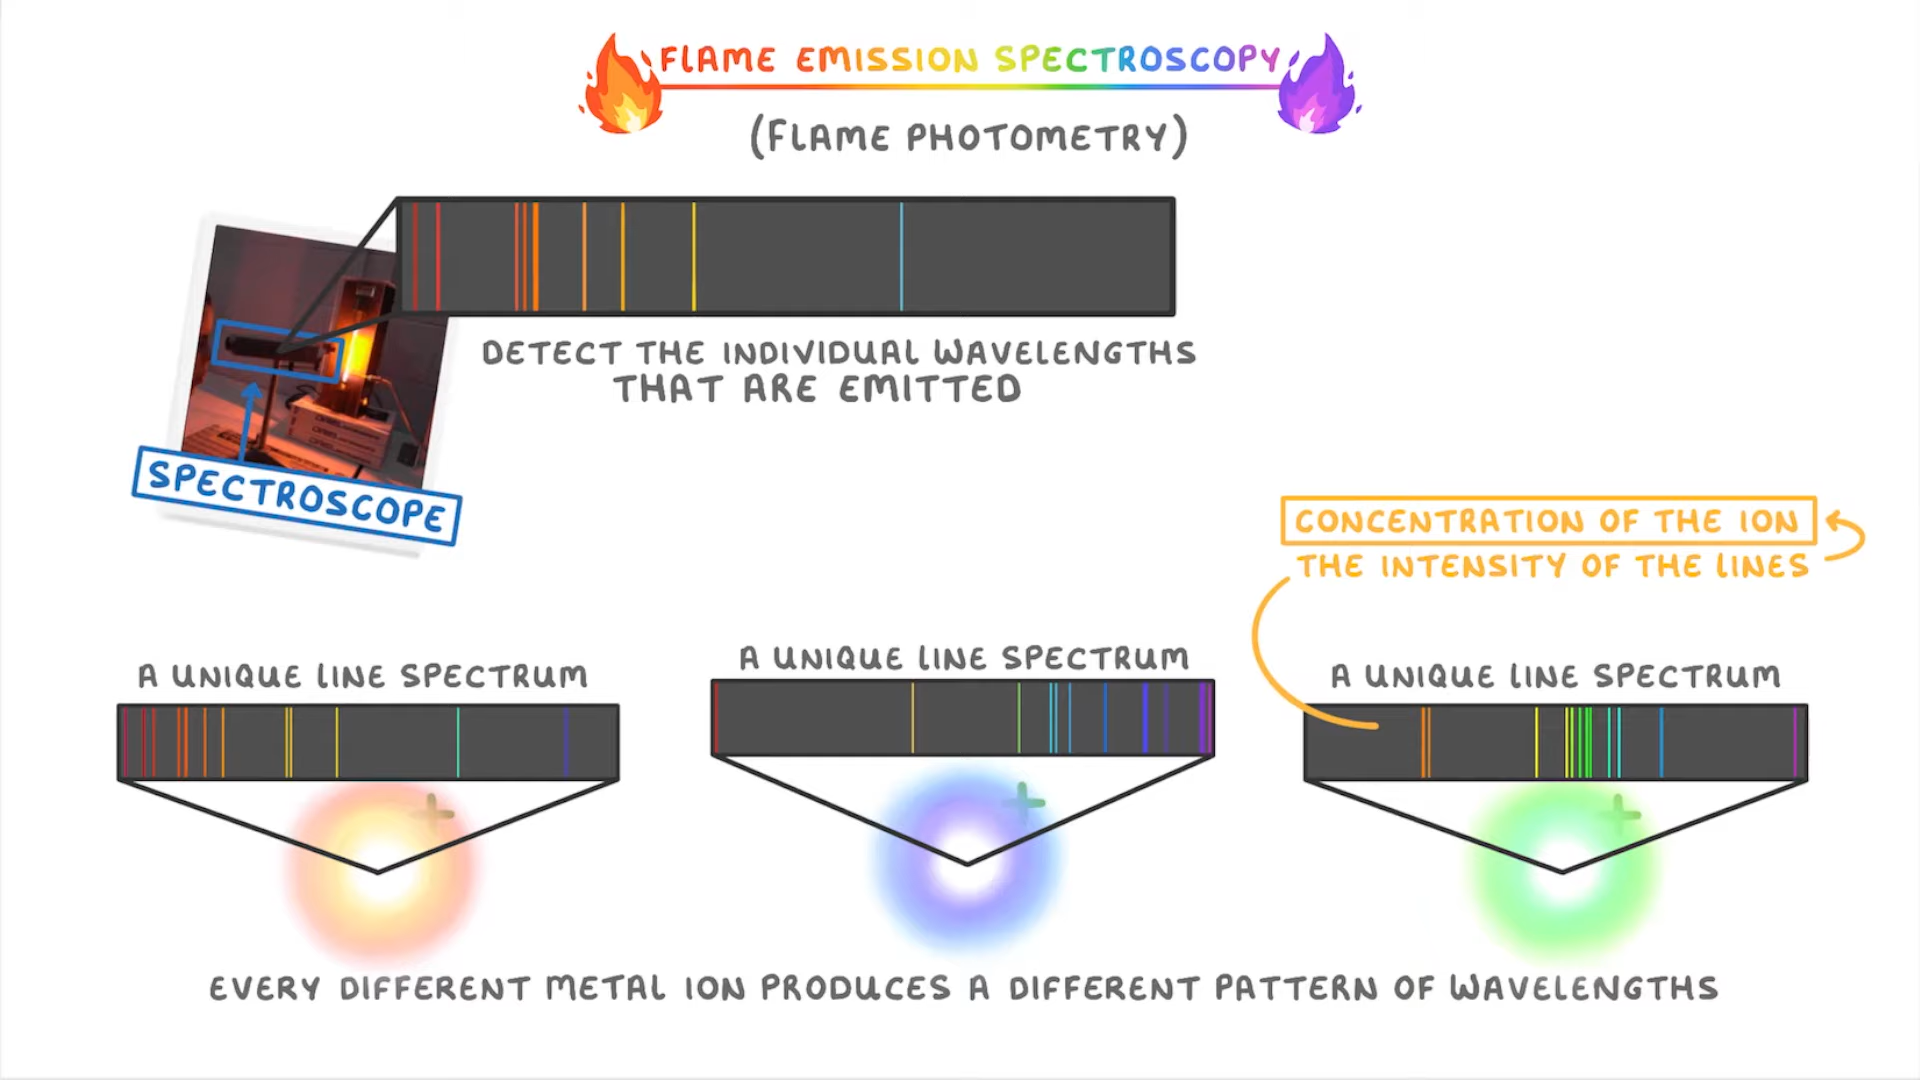 FLAME EMISSION SPECTROSCOPY
(FLAME PHOTOMETRY)
DETECT THE INDIVIDUAL WAVELENGTHS
THAT ARE EMITTED
SPECTROSCOPE
CONCENTRATION OF THE ION
THE INTENSITY OF THE LINES
A UNIQUE LINE SPECTRUM
A UNIQUE LINE SPECTRUM
A UNIQUE LINE SPECTRUM
+
+
+
EVERY DIFFERENT METAL ION PRODUCES A DIFFERENT PATTERN OF WAVELENGTHS